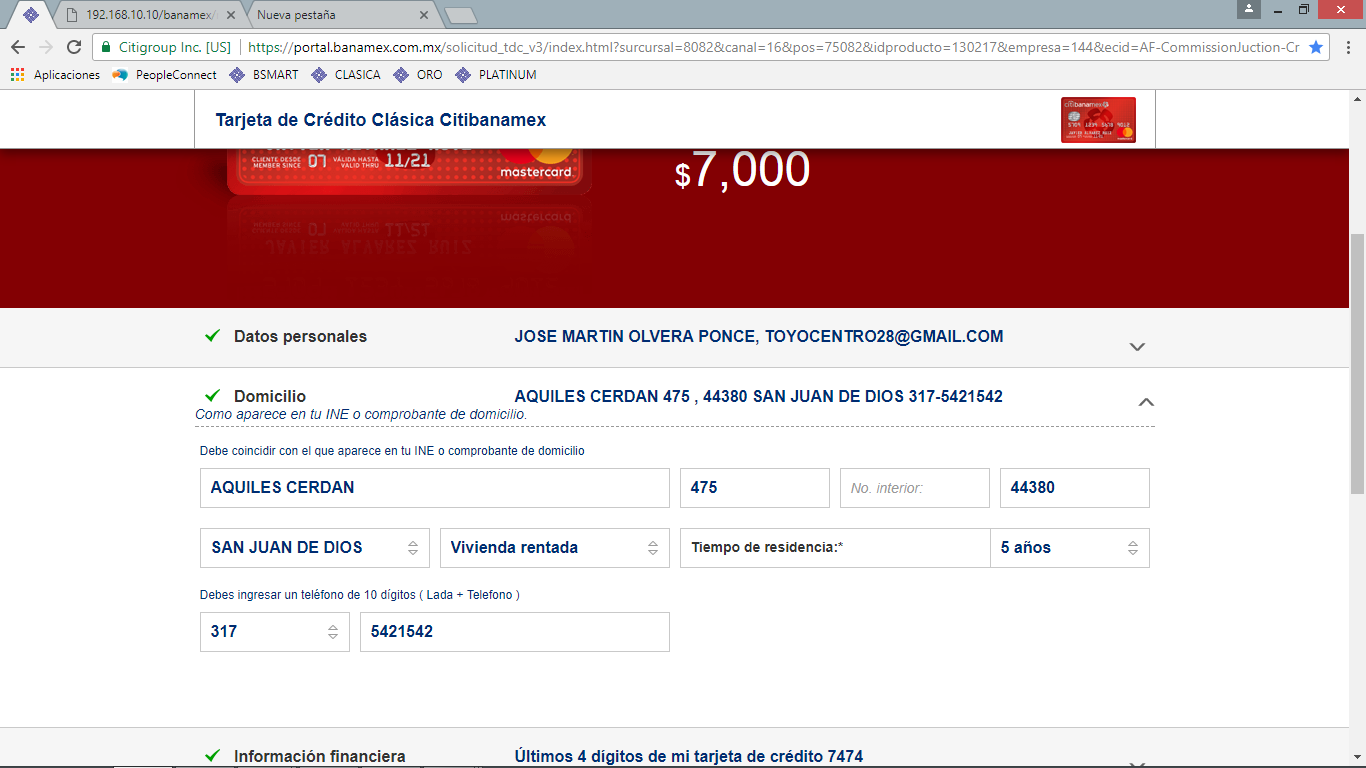 192.168.10.10/banamex/
Nueva pestaña
Citigroup Inc. [US]
https://portal.banamex.com.mx/solicitud_tdc_v3/index.html?sursursal=8082&canal=16&pos=75082&idproducto=130217&empresa=144&ecid=AF-CommissionJuction-Cr
Aplicaciones PeopleConnect BSMART CLASICA ORO PLATINUM
Tarjeta de Crédito Clásica Citibanamex
citibanamex
JAVIER ALVAREZ RUIZ
CLIENTE DESDE 07 VÁLIDA HASTA 11/21
MEMBER SINCE VALID THRU
mastercard
$7,000
Datos personales JOSE MARTIN OLVERA PONCE, TOYOCENTRO28@GMAIL.COM
Domicilio AQUILES CERDAN 475 , 44380 SAN JUAN DE DIOS 317-5421542
Como aparece en tu INE o comprobante de domicilio.
Debe coincidir con el que aparece en tu INE o comprobante de domicilio
AQUILES CERDAN 475 No. interior: 44380
SAN JUAN DE DIOS Vivienda rentada Tiempo de residencia:* 5 años
Debes ingresar un teléfono de 10 dígitos ( Lada + Telefono )
317 5421542
Información financiera Últimos 4 dígitos de mi tarjeta de crédito 7474